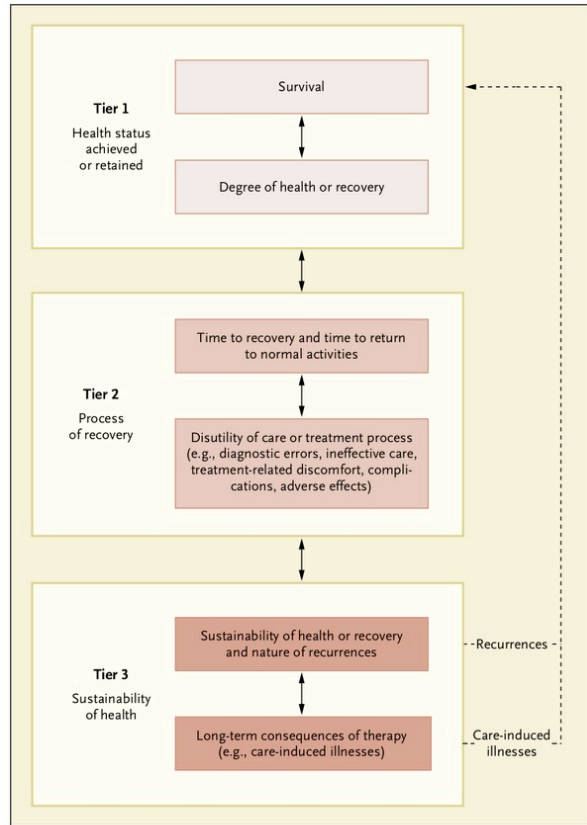 Survival
Tier 1
Health status
achieved
or retained
Degree of health or recovery
Time to recovery and time to return
to normal activities
Tier 2
Process
of recovery
Disutility of care or treatment process
(e.g., diagnostic errors, ineffective care,
treatment-related discomfort, compli-
cations, adverse effects)
Sustainability of health or recovery
and nature of recurrences
Recurrences
Tier 3
Sustainability
of health
Long-term consequences of therapy
(e.g., care-induced illnesses)
Care-induced
illnesses